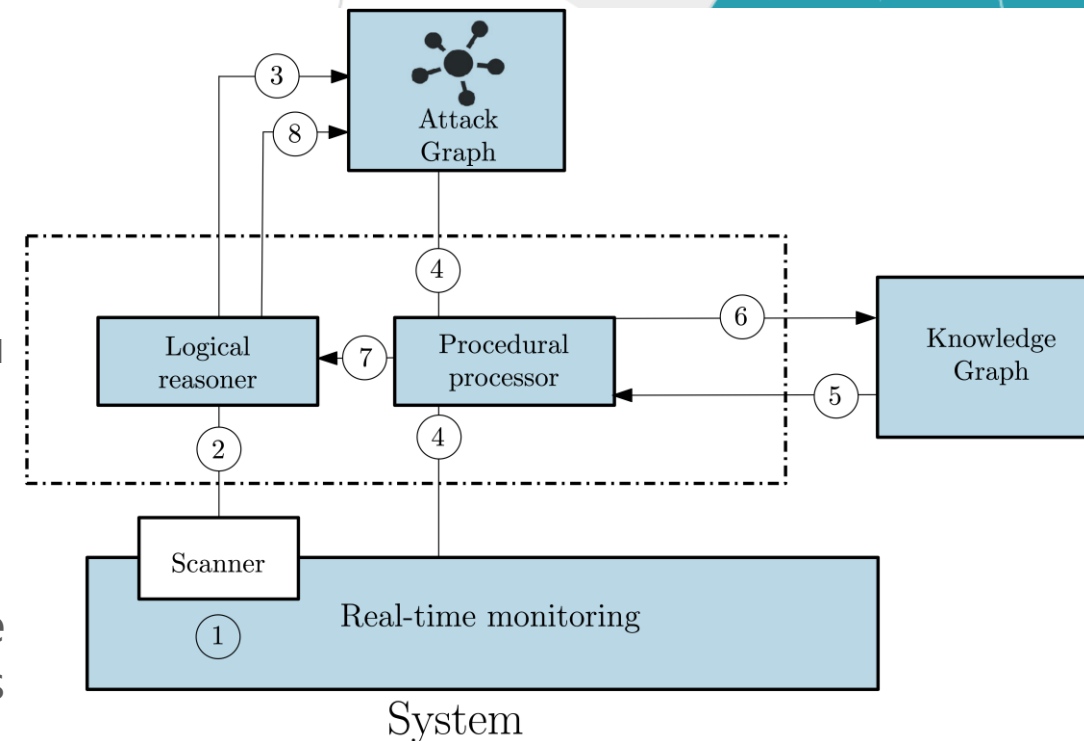 3
Attack
Graph
8
4
6
Logical
reasoner
7
Procedural
processor
Knowledge
Graph
5
2
4
Scanner
Real-time monitoring
1
System